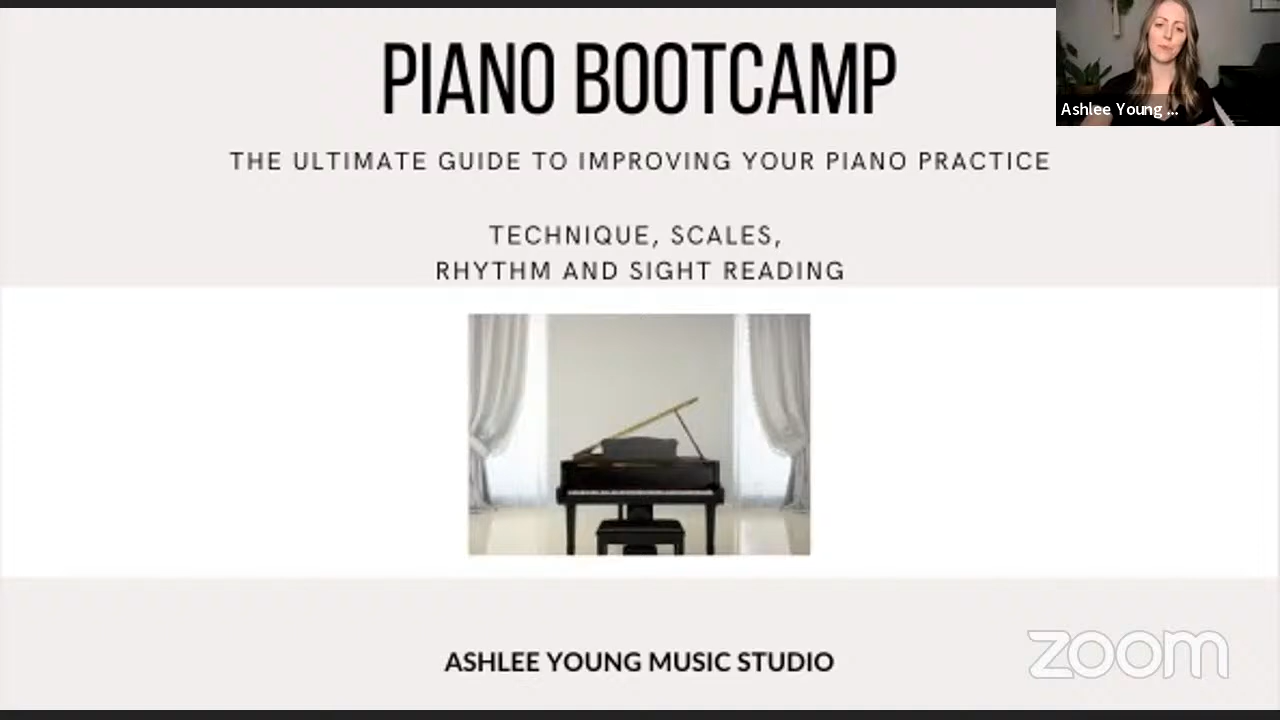 PIANO BOOTCAMP
Ashlee Young ...
THE ULTIMATE GUIDE TO IMPROVING YOUR PIANO PRACTICE
TECHNIQUE, SCALES,
RHYTHM AND SIGHT READING
ASHLEE YOUNG MUSIC STUDIO
zoom